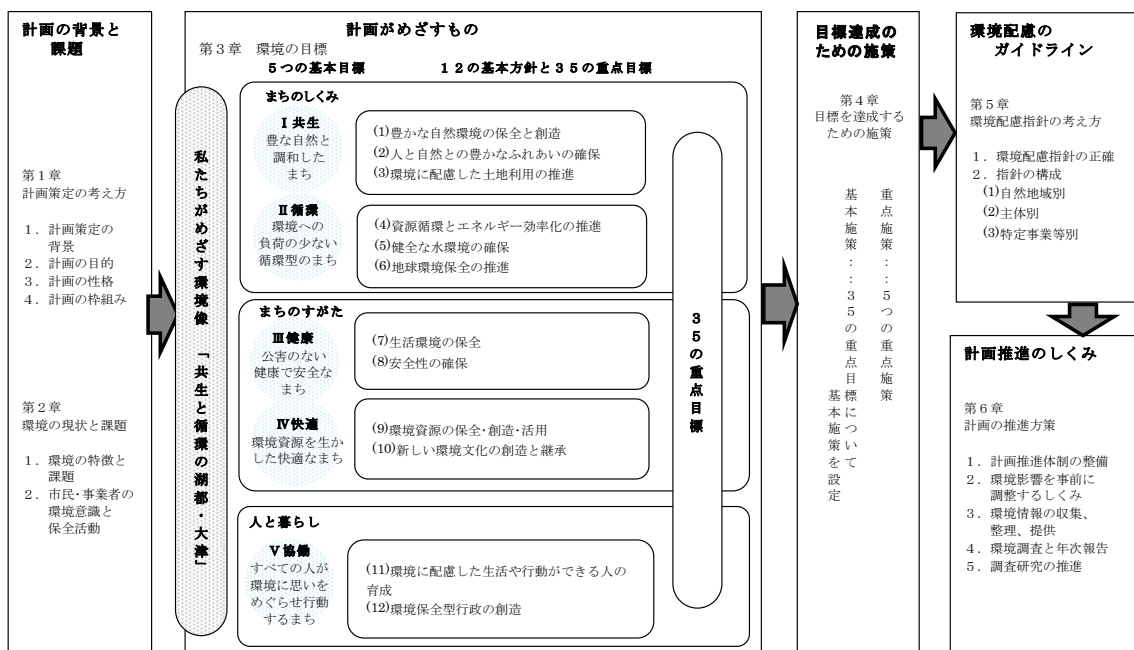 計画の背景と
課題
第１章
計画策定の考え方
１．計画策定の
背景
２．計画の目的
３．計画の性格
４．計画の枠組み
第２章
環境の現状と課題
１．環境の特徴と
課題
２．市民･事業者の
環境意識と
保全活動
計画がめざすもの
第３章　環境の目標
５つの基本目標
１２の基本方針と３５の重点目標
私たちがめざす環境像　「共生と循環の湖都・大津」
まちのしくみ
Ⅰ共生
豊な自然と
調和した
まち
(1)豊かな自然環境の保全と創造
(2)人と自然との豊かなふれあいの確保
(3)環境に配慮した土地利用の推進
Ⅱ循環
環境への
負荷の少ない
循環型のまち
(4)資源循環とエネルギー効率化の推進
(5)健全な水環境の確保
(6)地球環境保全の推進
まちのすがた
Ⅲ健康
公害のない
健康で安全な
まち
(7)生活環境の保全
(8)安全性の確保
Ⅳ快適
環境資源を生か
した快適なまち
(9)環境資源の保全･創造･活用
(10)新しい環境文化の創造と継承
人と暮らし
Ⅴ協働
すべての人が
環境に思いを
めぐらせ行動
するまち
(11)環境に配慮した生活や行動ができる人の
育成
(12)環境保全型行政の創造
３５の重点目標
目標達成の
ための施策
第４章
目標を達成する
ための施策
重点施策：：５つの重点施策
基本施策：：３５の重点目標について
基本施策を設定
環境配慮の
ガイドライン
第５章
環境配慮指針の考え方
１．環境配慮指針の正確
２．指針の構成
(1)自然地域別
(2)主体別
(3)特定事業等別
計画推進のしくみ
第６章
計画の推進方策
１．計画推進体制の整備
２．環境影響を事前に
調整するしくみ
３．環境情報の収集、
整理、提供
４．環境調査と年次報告
５．調査研究の推進